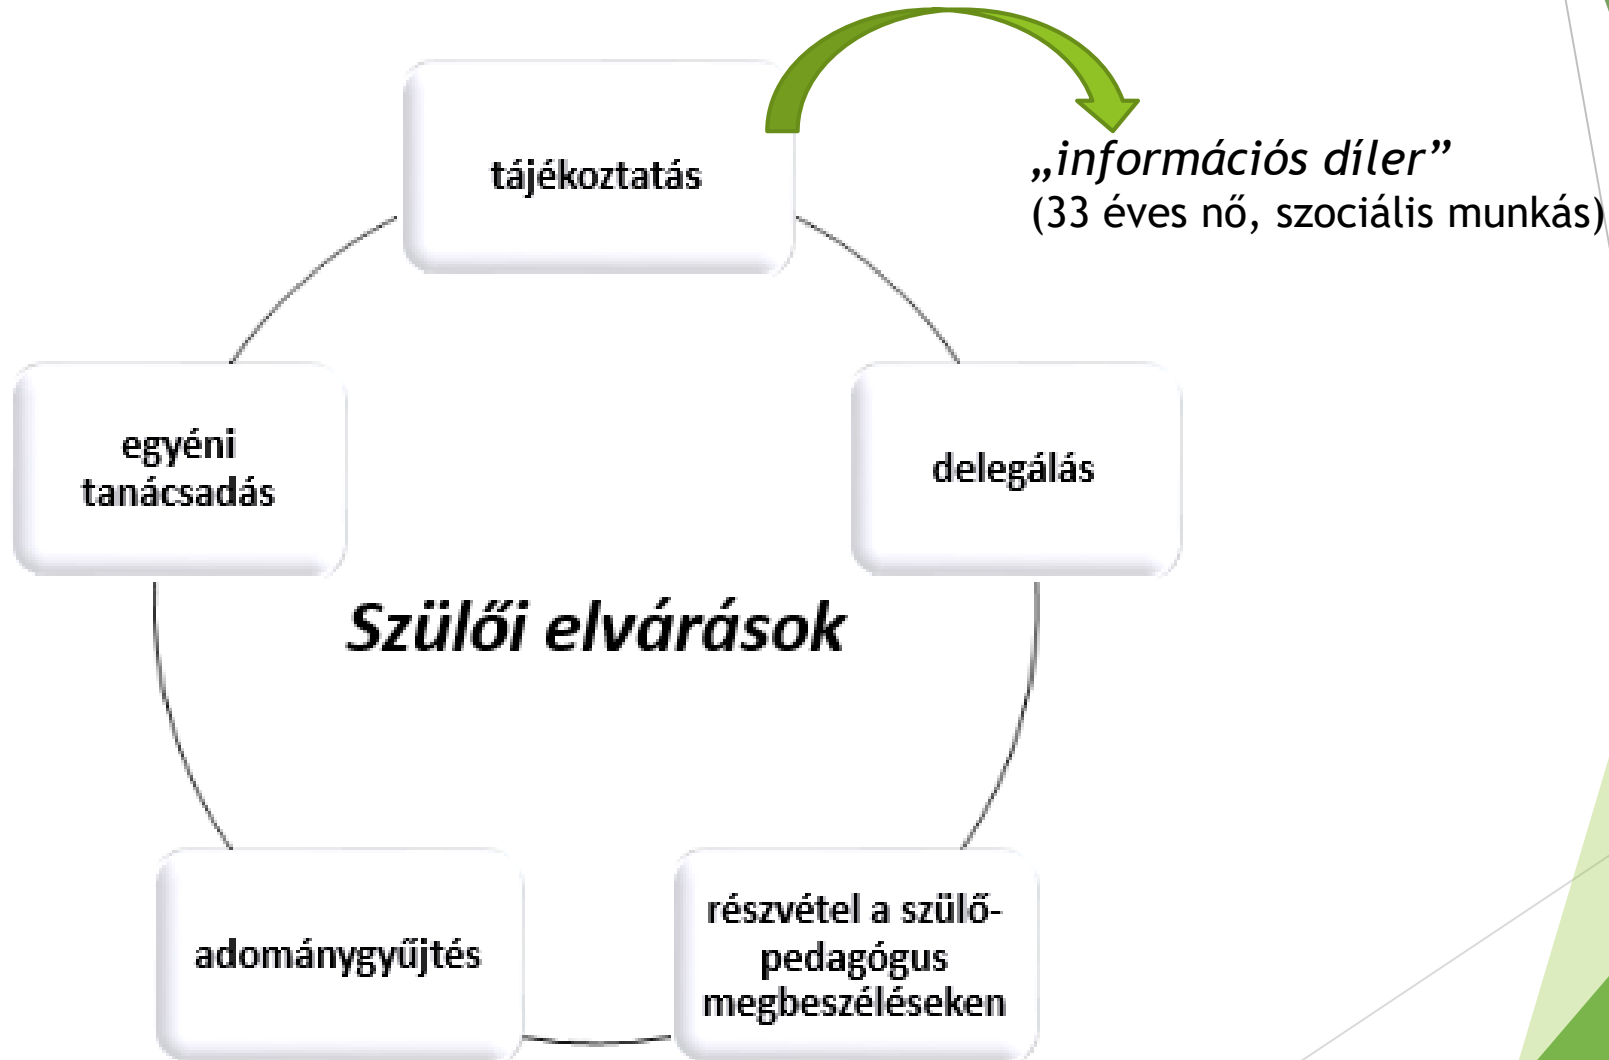 tájékoztatás
„információs díler”
(33 éves nő, szociális munkás)
egyéni
tanácsadás
delegálás
Szülői elvárások
adománygyűjtés
részvétel a szülő-
pedagógus
megbeszéléseken